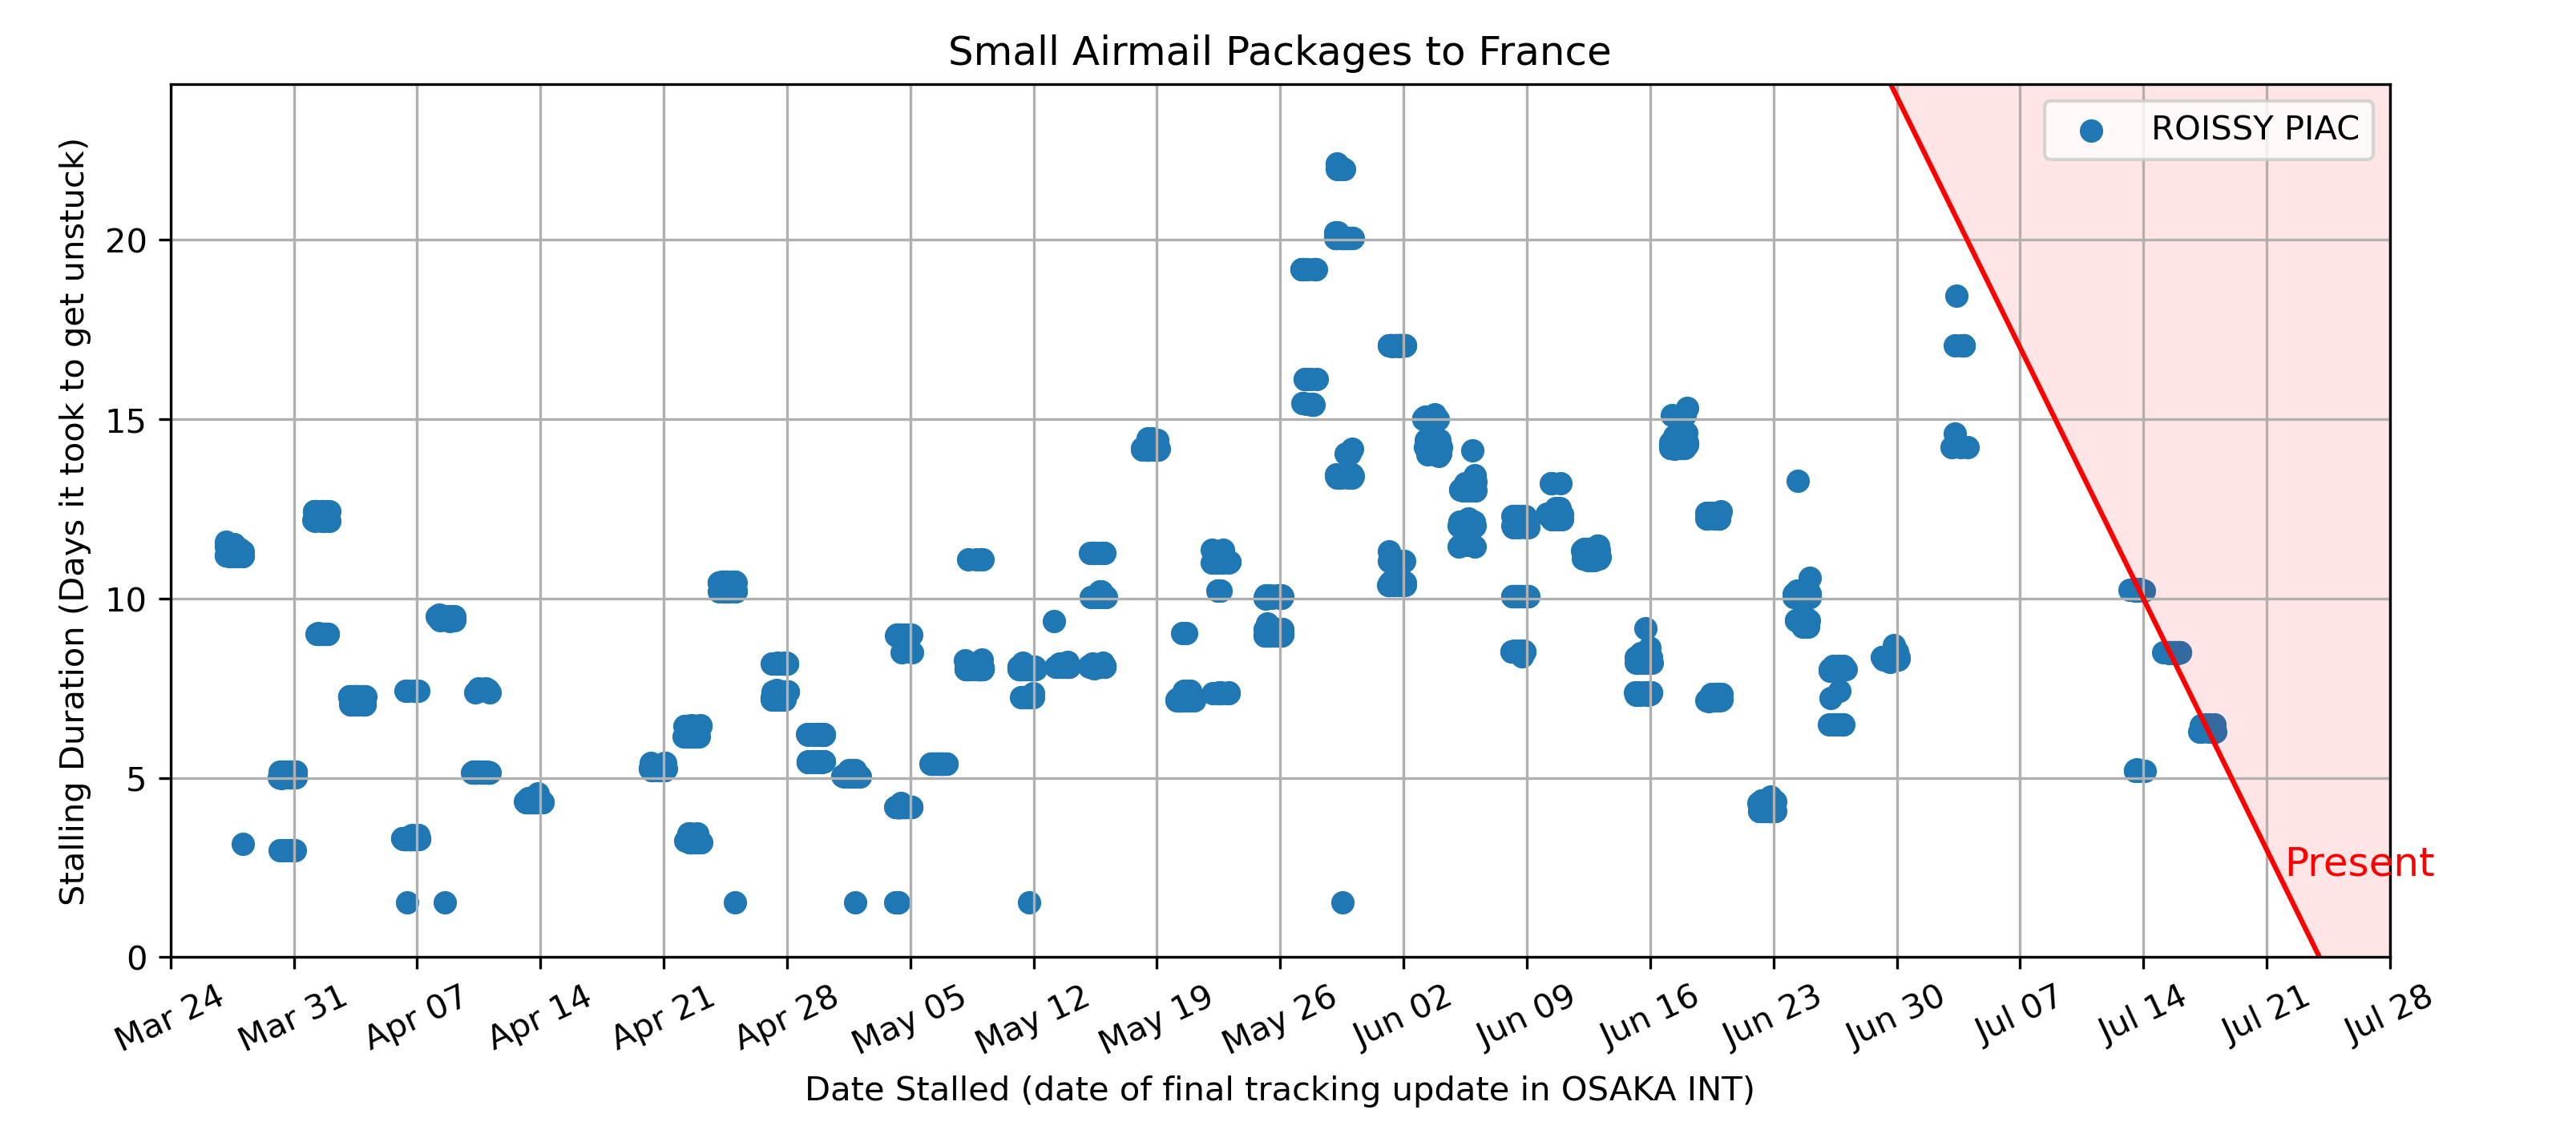 Small Airmail Packages to France
ROISSY PIAC
Stalling Duration (Days it took to get unstuck)
20
15
10
5
0
Present
Mar 24 Mar 31 Apr 07 Apr 14 Apr 21 Apr 28 May 05 May 12 May 19 May 26 Jun 02 Jun 09 Jun 16 Jun 23 Jun 30 Jul 07 Jul 14 Jul 21 Jul 28
Date Stalled (date of final tracking update in OSAKA INT)